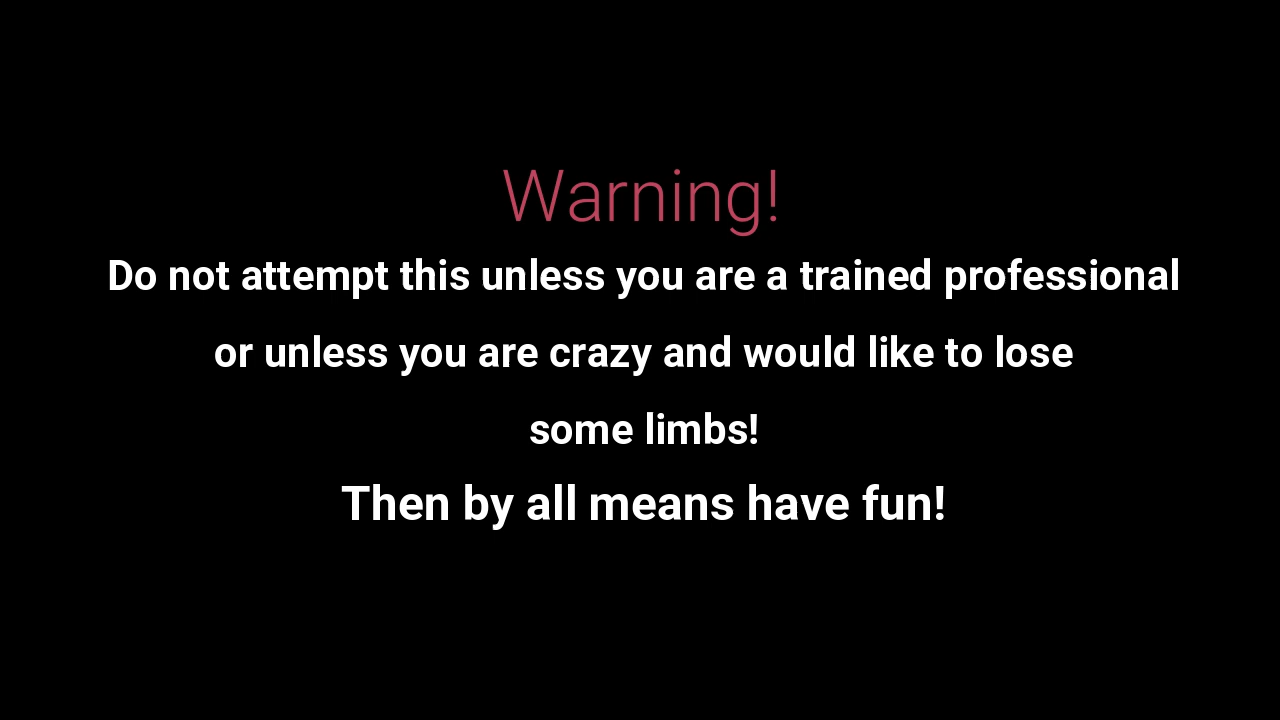 Warning!
Do not attempt this unless you are a trained professional
or unless you are crazy and would like to lose
some limbs!
Then by all means have fun!